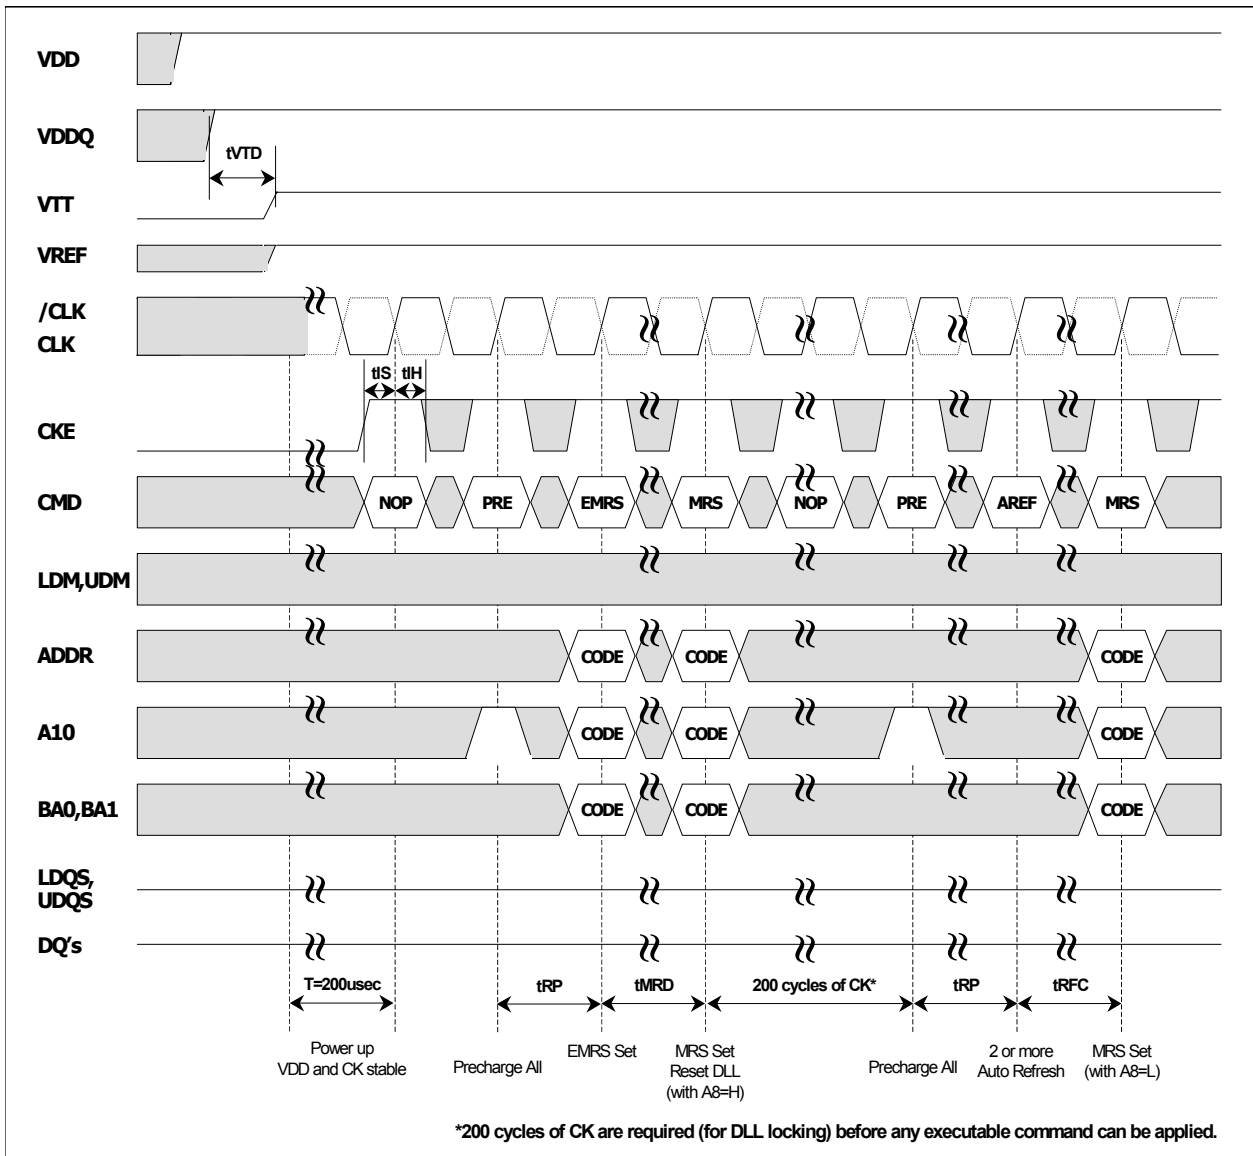 VDD
VDDQ
tVTD
VTT
VREF
/CLK
CLK
tIS tIH
CKE
CMD NOP PRE EMRS MRS NOP PRE AREF MRS
LDM,UDM
ADDR CODE CODE CODE
A10 CODE CODE CODE
BA0,BA1 CODE CODE CODE
LDQS,
UDQS
DQ's
T=200usec tRP tMRD 200 cycles of CK* tRP tRFC
Power up
VDD and CK stable
Precharge All
EMRS Set
MRS Set
Reset DLL
(with A8=H)
Precharge All
2 or more
Auto Refresh
MRS Set
(with A8=L)
*200 cycles of CK are required (for DLL locking) before any executable command can be applied.